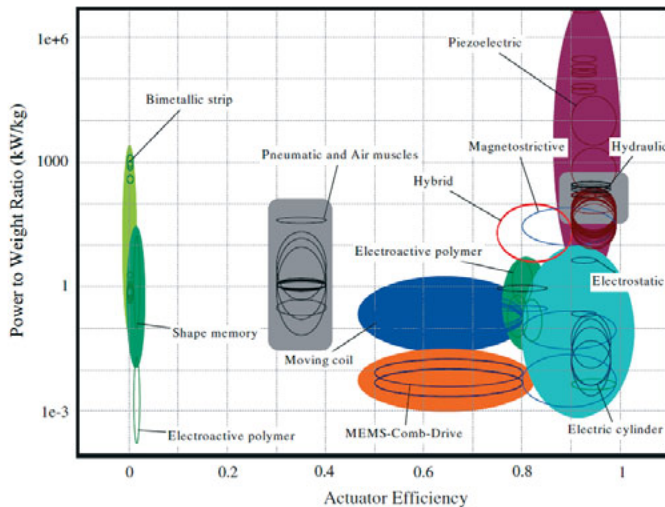 1e+6
Piezoelectric
Bimetallic strip
Power to Weight Ratio (kW/kg)
1000
Pneumatic and Air muscles
Magnetostrictive
Hydraulic
Hybrid
Electroactive polymer
1
Electrostatic
Shape memory
Moving coil
1e-3
Electroactive polymer
MEMS-Comb-Drive
Electric cylinder
0
0.2
0.4
0.6
0.8
1
Actuator Efficiency